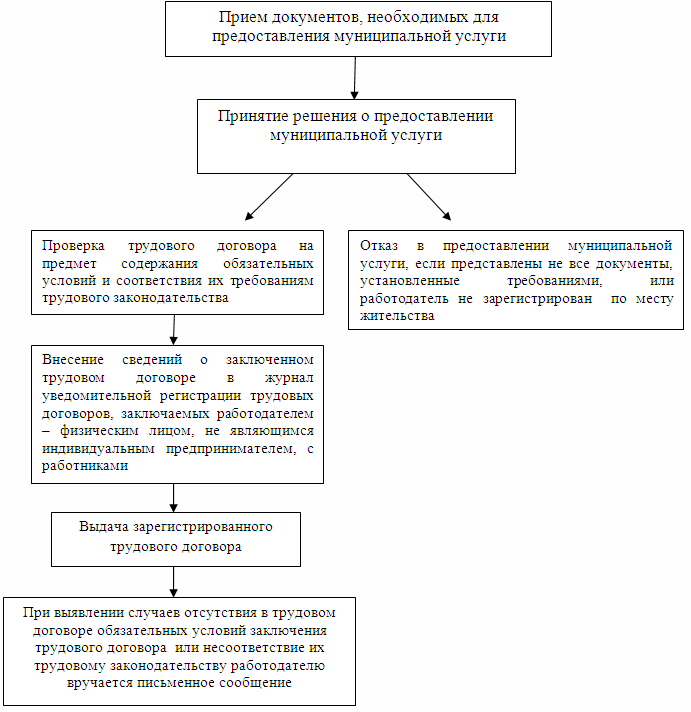 Прием документов, необходимых для
предоставления муниципальной услуги
Принятие решения о предоставлении
муниципальной услуги
Проверка трудового договора на
предмет содержания обязательных
условий и соответствия их требованиям
трудового законодательства
Отказ в предоставлении муниципальной
услуги, если представлены не все документы,
установленные требованиями, или
работодатель не зарегистрирован по месту
жительства
Внесение сведений о заключенном
трудовом договоре в журнал
уведомительной регистрации трудовых
договоров, заключаемых работодателем
– физическим лицом, не являющимся
индивидуальным предпринимателем, с
работниками
Выдача зарегистрированного
трудового договора
При выявлении случаев отсутствия в трудовом
договоре обязательных условий заключения
трудового договора или несоответствие их
трудовому законодательству работодателю
вручается письменное сообщение